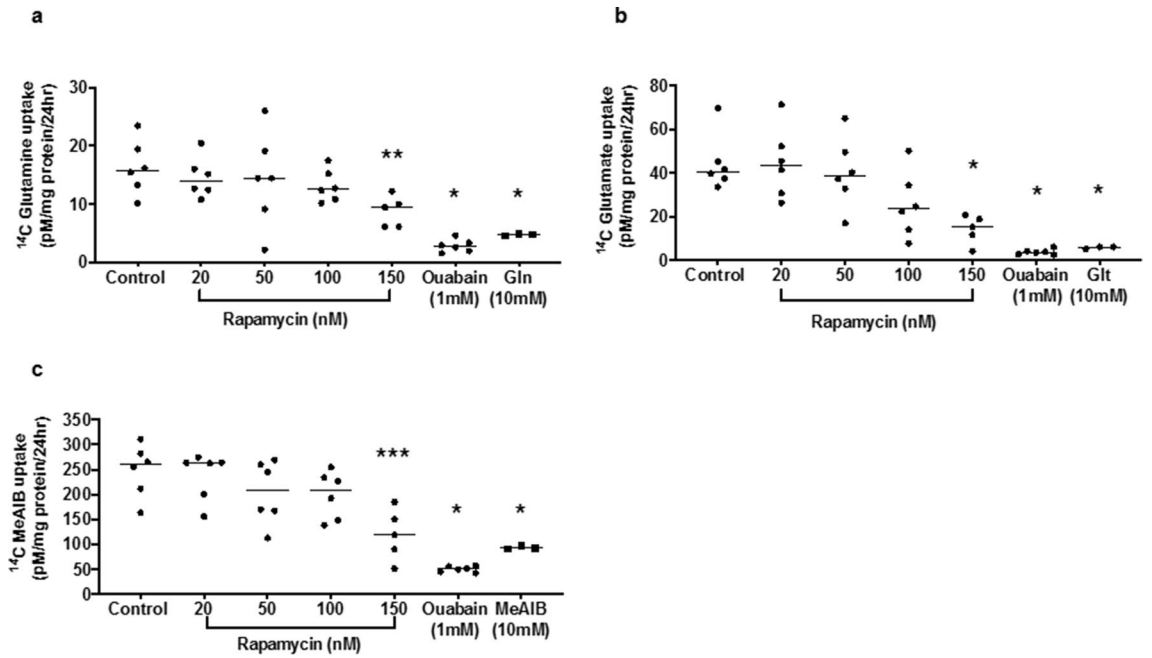 a
¹⁴C Glutamine uptake
(pM/mg protein/24hr)
30
20
10
0
**
*
*
Control 20 50 100 150 Ouabain Gln
(1mM) (10mM)
Rapamycin (nM)
b
¹⁴C Glutamate uptake
(pM/mg protein/24hr)
80
60
40
20
0
*
*
*
Control 20 50 100 150 Ouabain Glt
(1mM) (10mM)
Rapamycin (nM)
c
¹⁴C MeAIB uptake
(pM/mg protein/24hr)
350
300
250
200
150
100
50
0
***
*
*
Control 20 50 100 150 Ouabain MeAIB
(1mM) (10mM)
Rapamycin (nM)